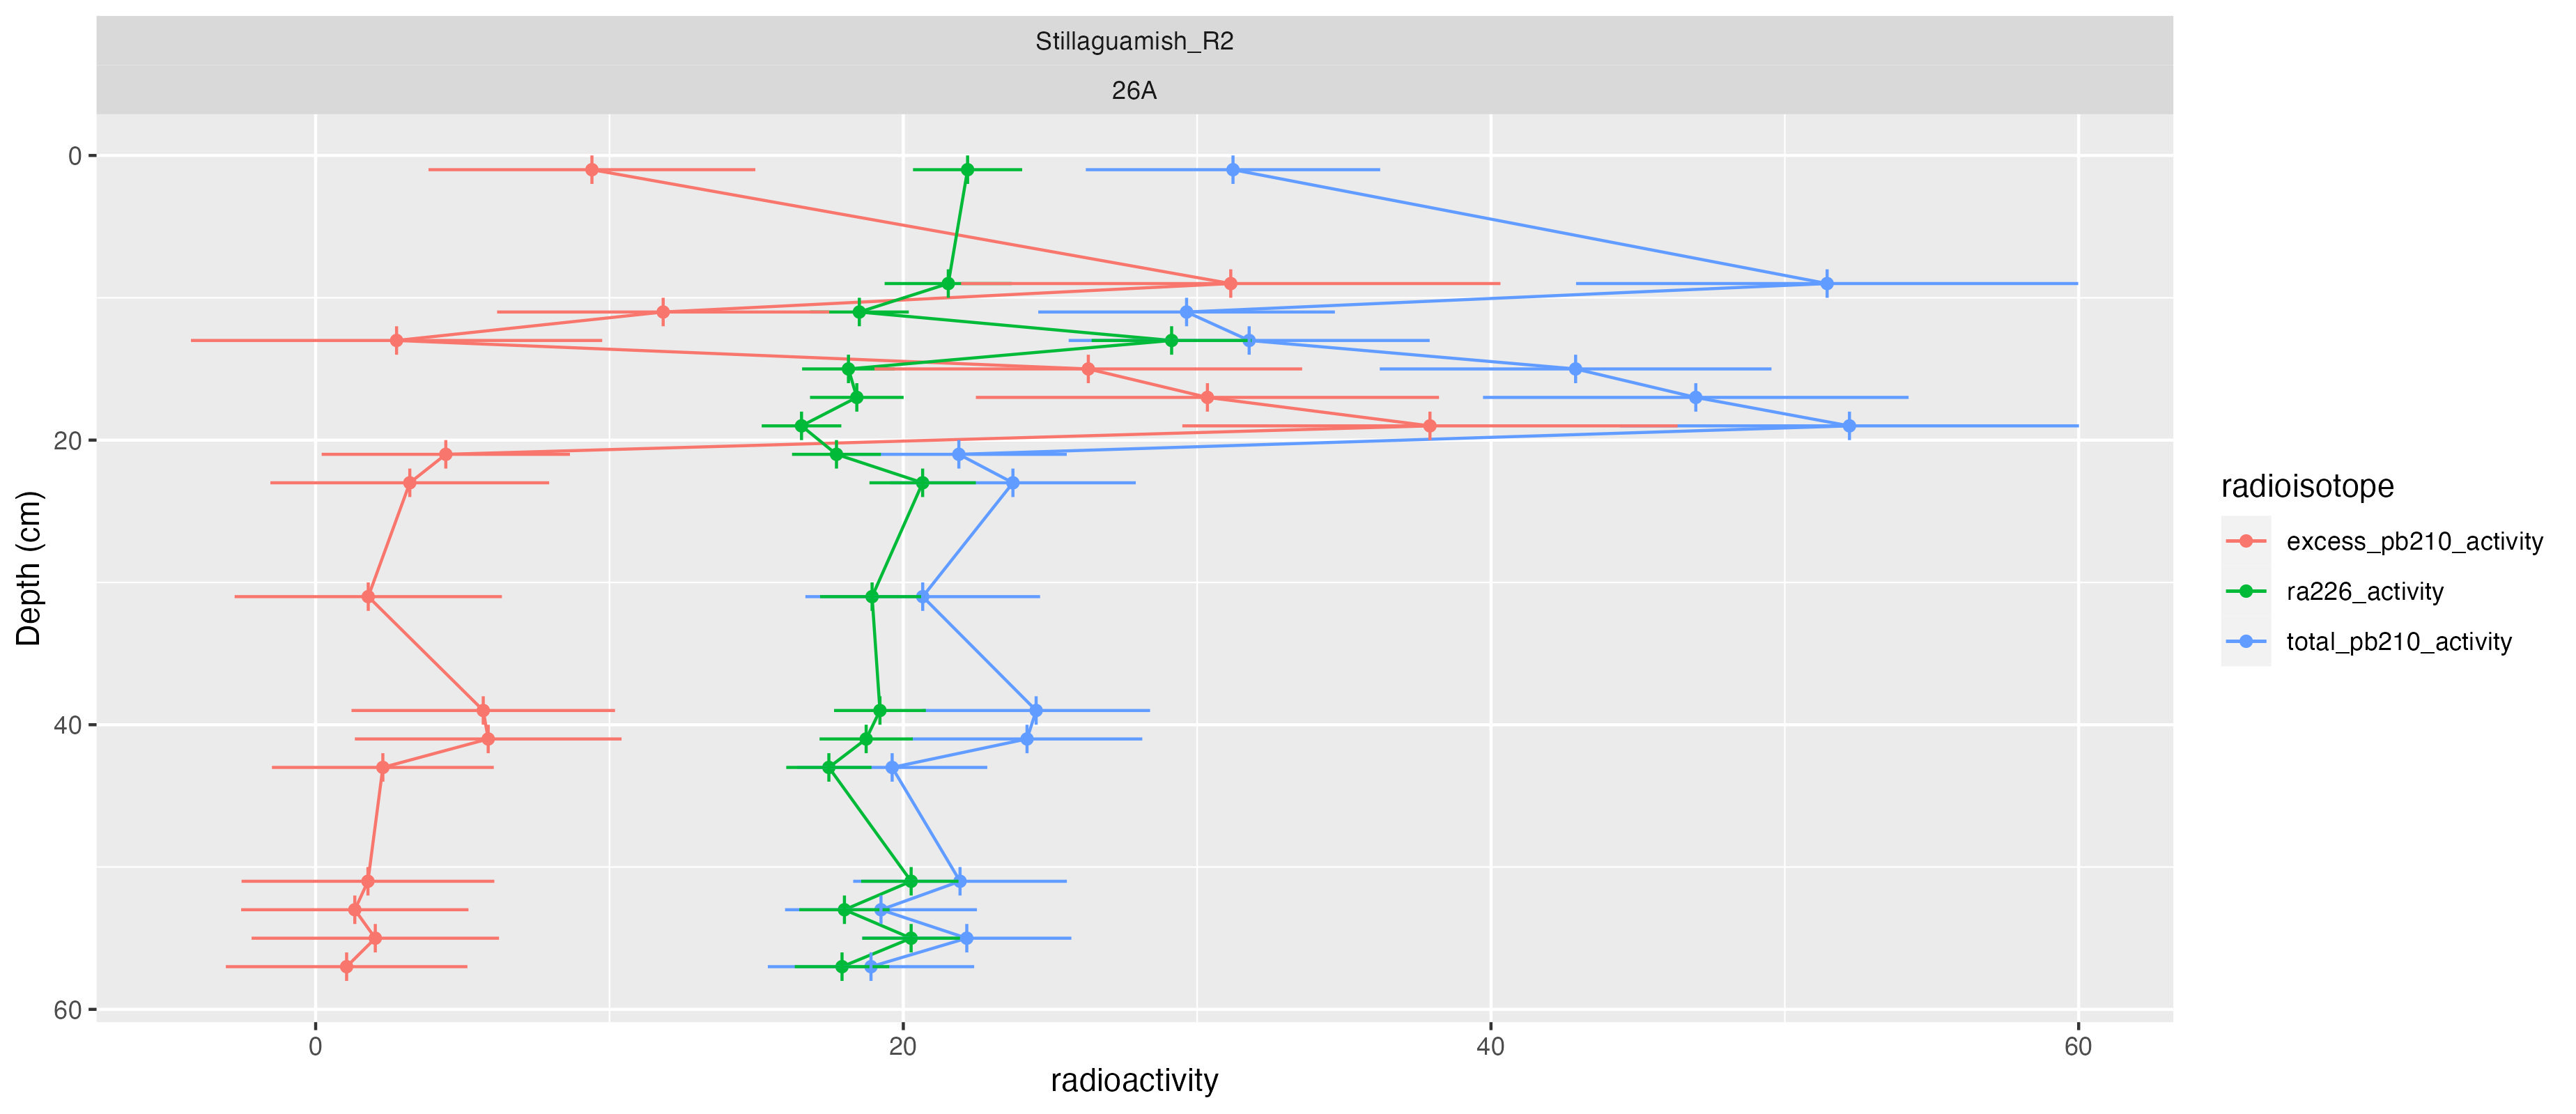 Stillaguamish_R2
26A
0
20
40
60
Depth (cm)
0
20
40
60
radioactivity
radioisotope
excess_pb210_activity
ra226_activity
total_pb210_activity